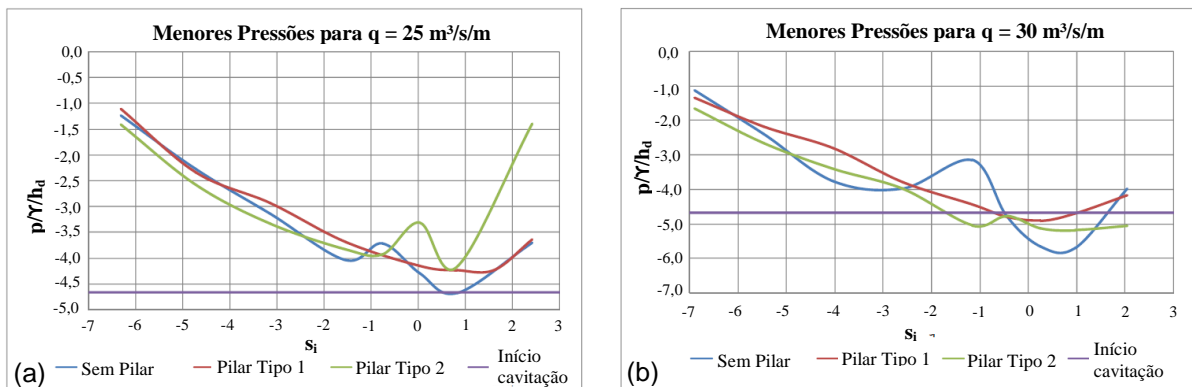 Menores Pressões para q = 25 m³/s/m
0,0
-0,5
-1,0
-1,5
-2,0
-2,5
-3,0
-3,5
-4,0
-4,5
-5,0
p/ϒ/hd
-7 -6 -5 -4 -3 -2 -1 0 1 2 3
si
(a)
Sem Pilar Pilar Tipo 1 Pilar Tipo 2 Início cavitação
Menores Pressões para q = 30 m³/s/m
0,0
-1,0
-2,0
-3,0
-4,0
-5,0
-6,0
-7,0
p/ϒ/hd
-7 -6 -5 -4 -3 -2 -1 0 1 2 3
si
(b)
Sem Pilar Pilar Tipo 1 Pilar Tipo 2 Início cavitação